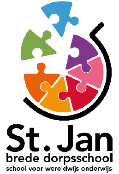 St. Jan
brede dorpsschool
school voor wereldwijs onderwijs